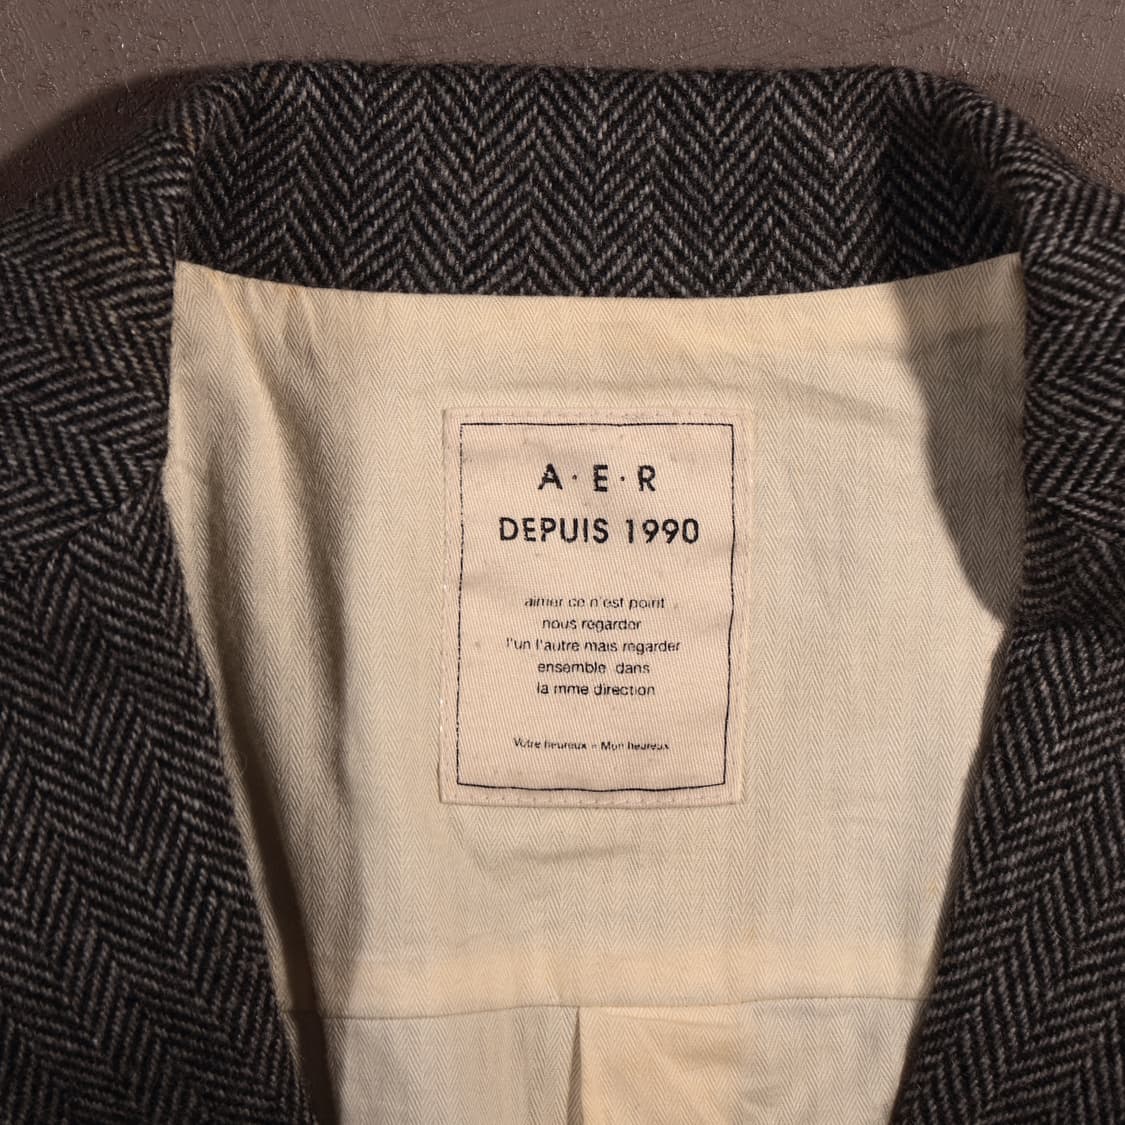 A·E·R
DEPUIS 1990
aimer ce n'est point
nous regarder
l'un l'autre mais regarder
ensemble dans
la mme direction
Votre heureux = Mon heureux